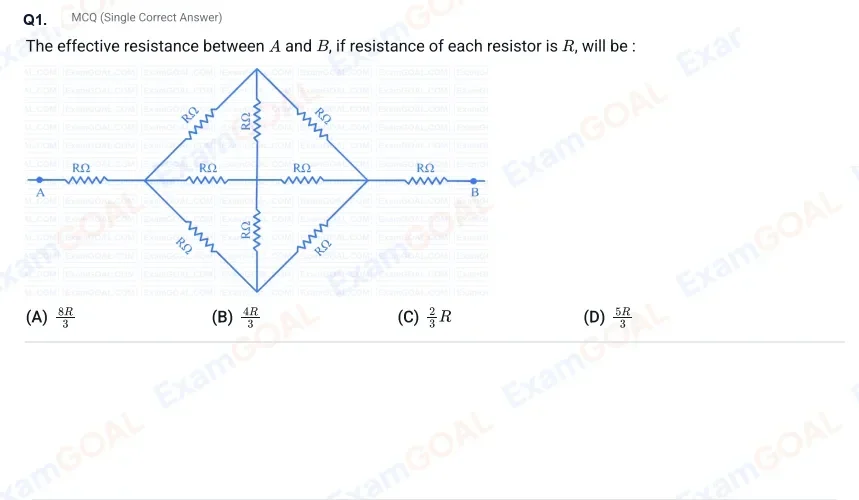 Q1. MCQ (Single Correct Answer)
The effective resistance between A and B, if resistance of each resistor is R, will be :
RΩ
RΩ
RΩ
RΩ
RΩ
RΩ
RΩ
A
B
RΩ
RΩ
RΩ
(A) 8R/3
(B) 4R/3
(C) 2/3 R
(D) 5R/3
ExamGOAL